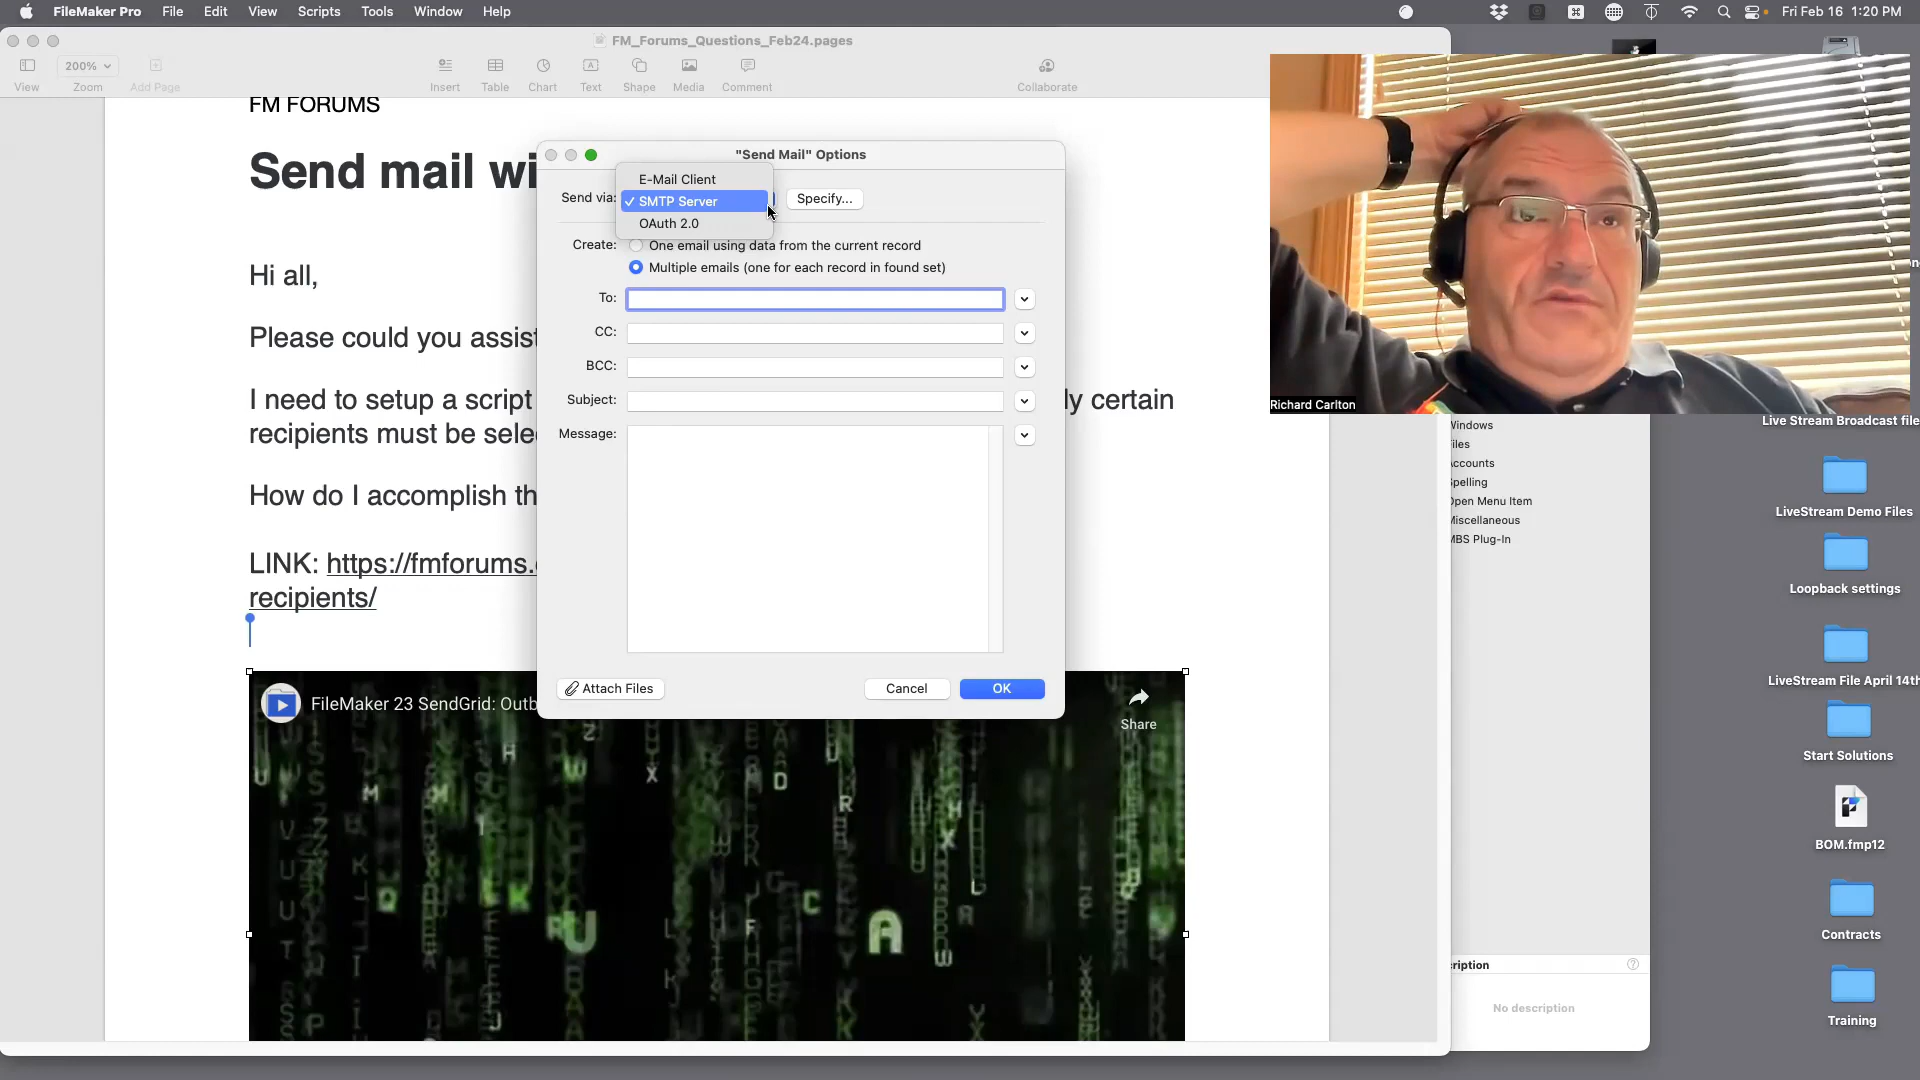 FileMaker Pro File Edit View Scripts Tools Window Help
Fri Feb 16 1:20 PM
FM_Forums_Questions_Feb24.pages
200%
View Zoom Add Page Insert Table Chart Text Shape Media Comment Collaborate
FM FORUMS
Send mail wi
Hi all,
Please could you assist
I need to setup a script
ly certain
recipients must be sele
How do I accomplish th
LINK: https://fmforums.
recipients/
"Send Mail" Options
Send via:
E-Mail Client
✓ SMTP Server
OAuth 2.0
Specify...
Create:
One email using data from the current record
Multiple emails (one for each record in found set)
To:
CC:
BCC:
Subject:
Message:
Attach Files
Cancel
OK
FileMaker 23 SendGrid: Outb
Share
Richard Carlton
Windows
Files
Accounts
Spelling
Open Menu Item
Miscellaneous
MBS Plug-In
cription
No description
Live Stream Broadcast file
LiveStream Demo Files
Loopback settings
LiveStream File April 14th
Start Solutions
BOM.fmp12
Contracts
Training